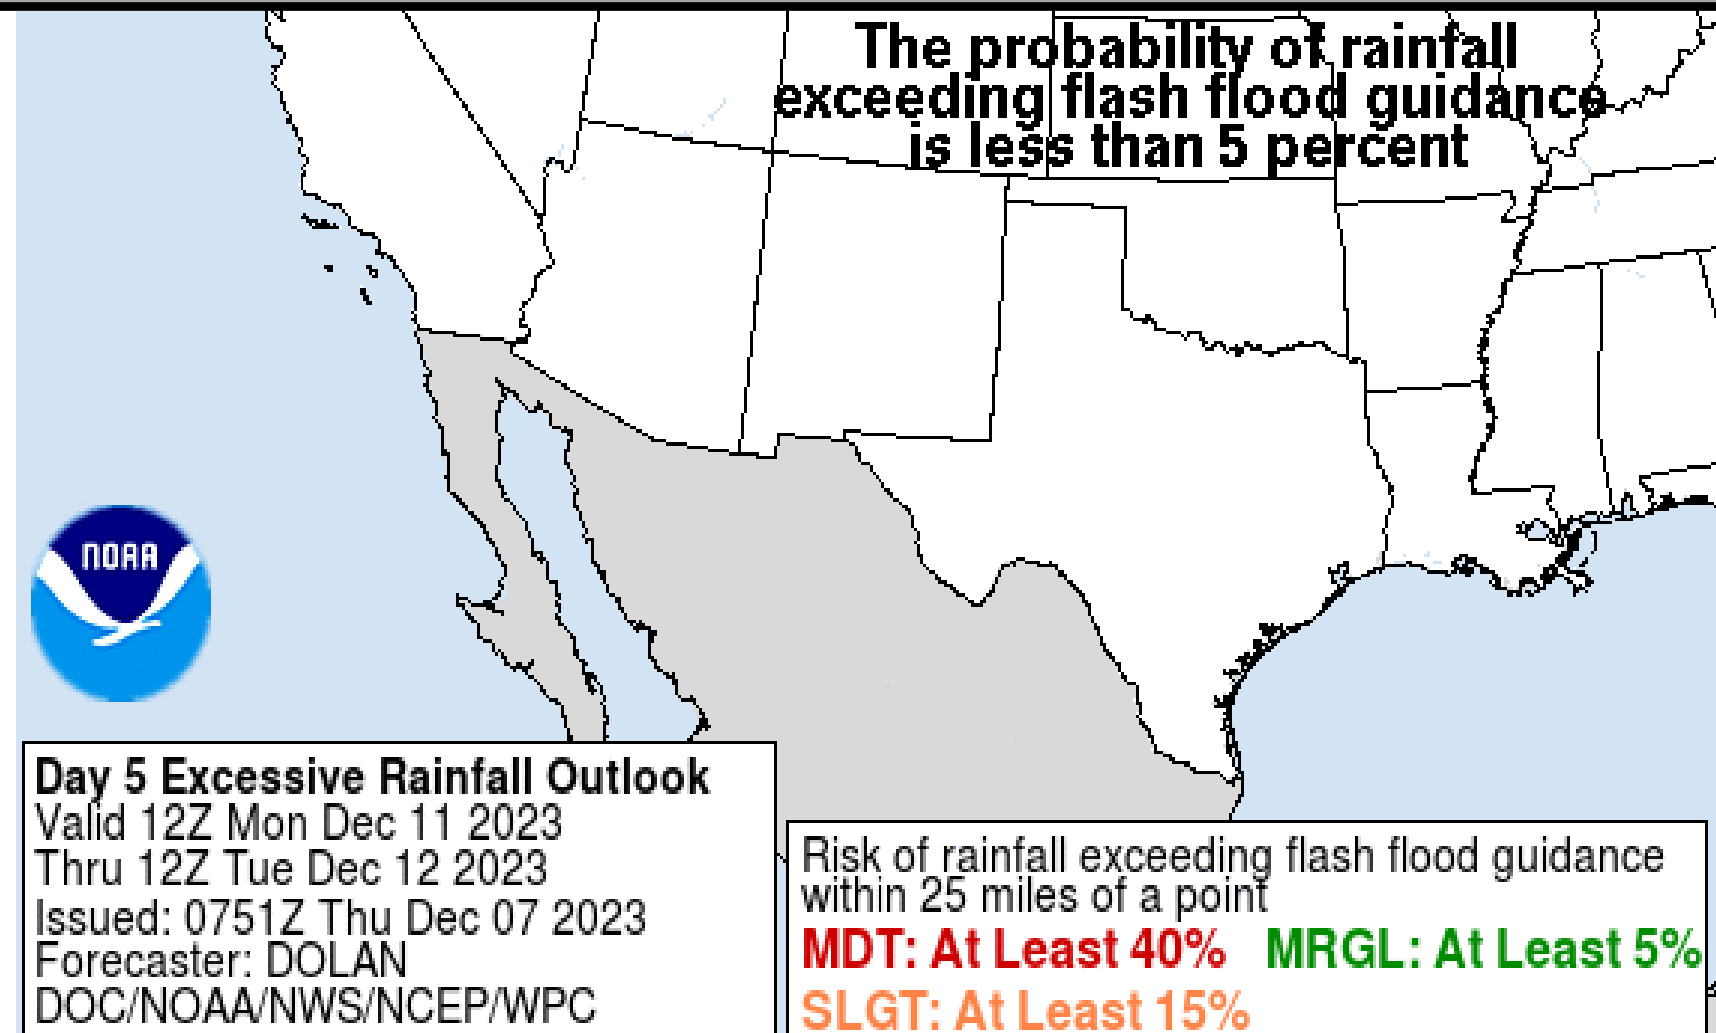 The probability of rainfall
exceeding flash flood guidance
is less than 5 percent
NOAA
Day 5 Excessive Rainfall Outlook
Valid 12Z Mon Dec 11 2023
Thru 12Z Tue Dec 12 2023
Issued: 0751Z Thu Dec 07 2023
Forecaster: DOLAN
DOC/NOAA/NWS/NCEP/WPC
Risk of rainfall exceeding flash flood guidance
within 25 miles of a point
MDT: At Least 40% MRGL: At Least 5%
SLGT: At Least 15%